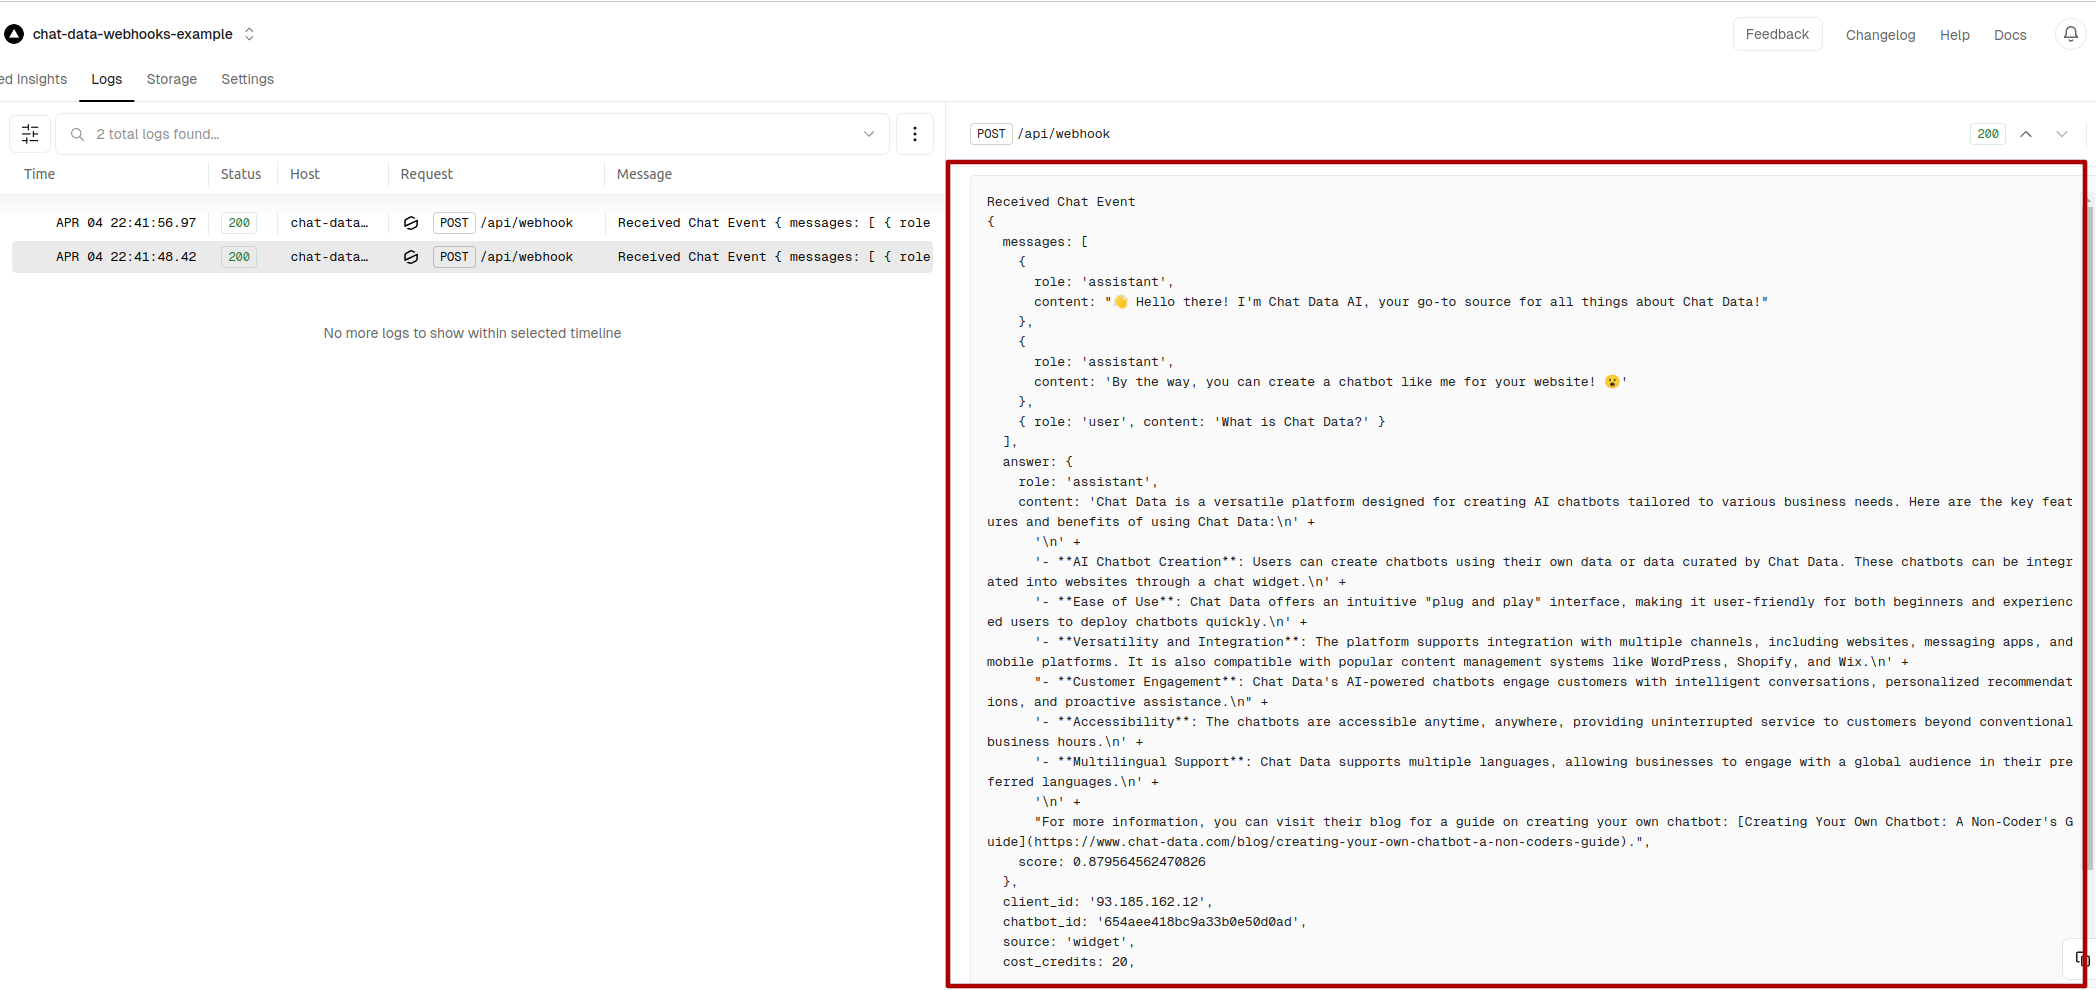 chat-data-webhooks-example
Feedback
Changelog
Help
Docs
ed Insights
Logs
Storage
Settings
2 total logs found...
Time
Status
Host
Request
Message
APR 04 22:41:56.97
200
chat-data…
POST
/api/webhook
Received Chat Event { messages: [ { role
APR 04 22:41:48.42
200
chat-data…
POST
/api/webhook
Received Chat Event { messages: [ { role
No more logs to show within selected timeline
POST
/api/webhook
200
Received Chat Event
{
messages: [
{
role: 'assistant',
content: "👋 Hello there! I'm Chat Data AI, your go-to source for all things about Chat Data!"
},
{
role: 'assistant',
content: 'By the way, you can create a chatbot like me for your website! 😮'
},
{ role: 'user', content: 'What is Chat Data?' }
],
answer: {
role: 'assistant',
content: 'Chat Data is a versatile platform designed for creating AI chatbots tailored to various business needs. Here are the key feat
ures and benefits of using Chat Data:\n' +
'\n' +
'- **AI Chatbot Creation**: Users can create chatbots using their own data or data curated by Chat Data. These chatbots can be integr
ated into websites through a chat widget.\n' +
'- **Ease of Use**: Chat Data offers an intuitive "plug and play" interface, making it user-friendly for both beginners and experienc
ed users to deploy chatbots quickly.\n' +
'- **Versatility and Integration**: The platform supports integration with multiple channels, including websites, messaging apps, and
mobile platforms. It is also compatible with popular content management systems like WordPress, Shopify, and Wix.\n' +
"- **Customer Engagement**: Chat Data's AI-powered chatbots engage customers with intelligent conversations, personalized recommendat
ions, and proactive assistance.\n" +
'- **Accessibility**: The chatbots are accessible anytime, anywhere, providing uninterrupted service to customers beyond conventional
business hours.\n' +
'- **Multilingual Support**: Chat Data supports multiple languages, allowing businesses to engage with a global audience in their pre
ferred languages.\n' +
'\n' +
"For more information, you can visit their blog for a guide on creating your own chatbot: [Creating Your Own Chatbot: A Non-Coder's G
uide](https://www.chat-data.com/blog/creating-your-own-chatbot-a-non-coders-guide).",
score: 0.879564562470826
},
client_id: '93.185.162.12',
chatbot_id: '654aee418bc9a33b0e50d0ad',
source: 'widget',
cost_credits: 20,